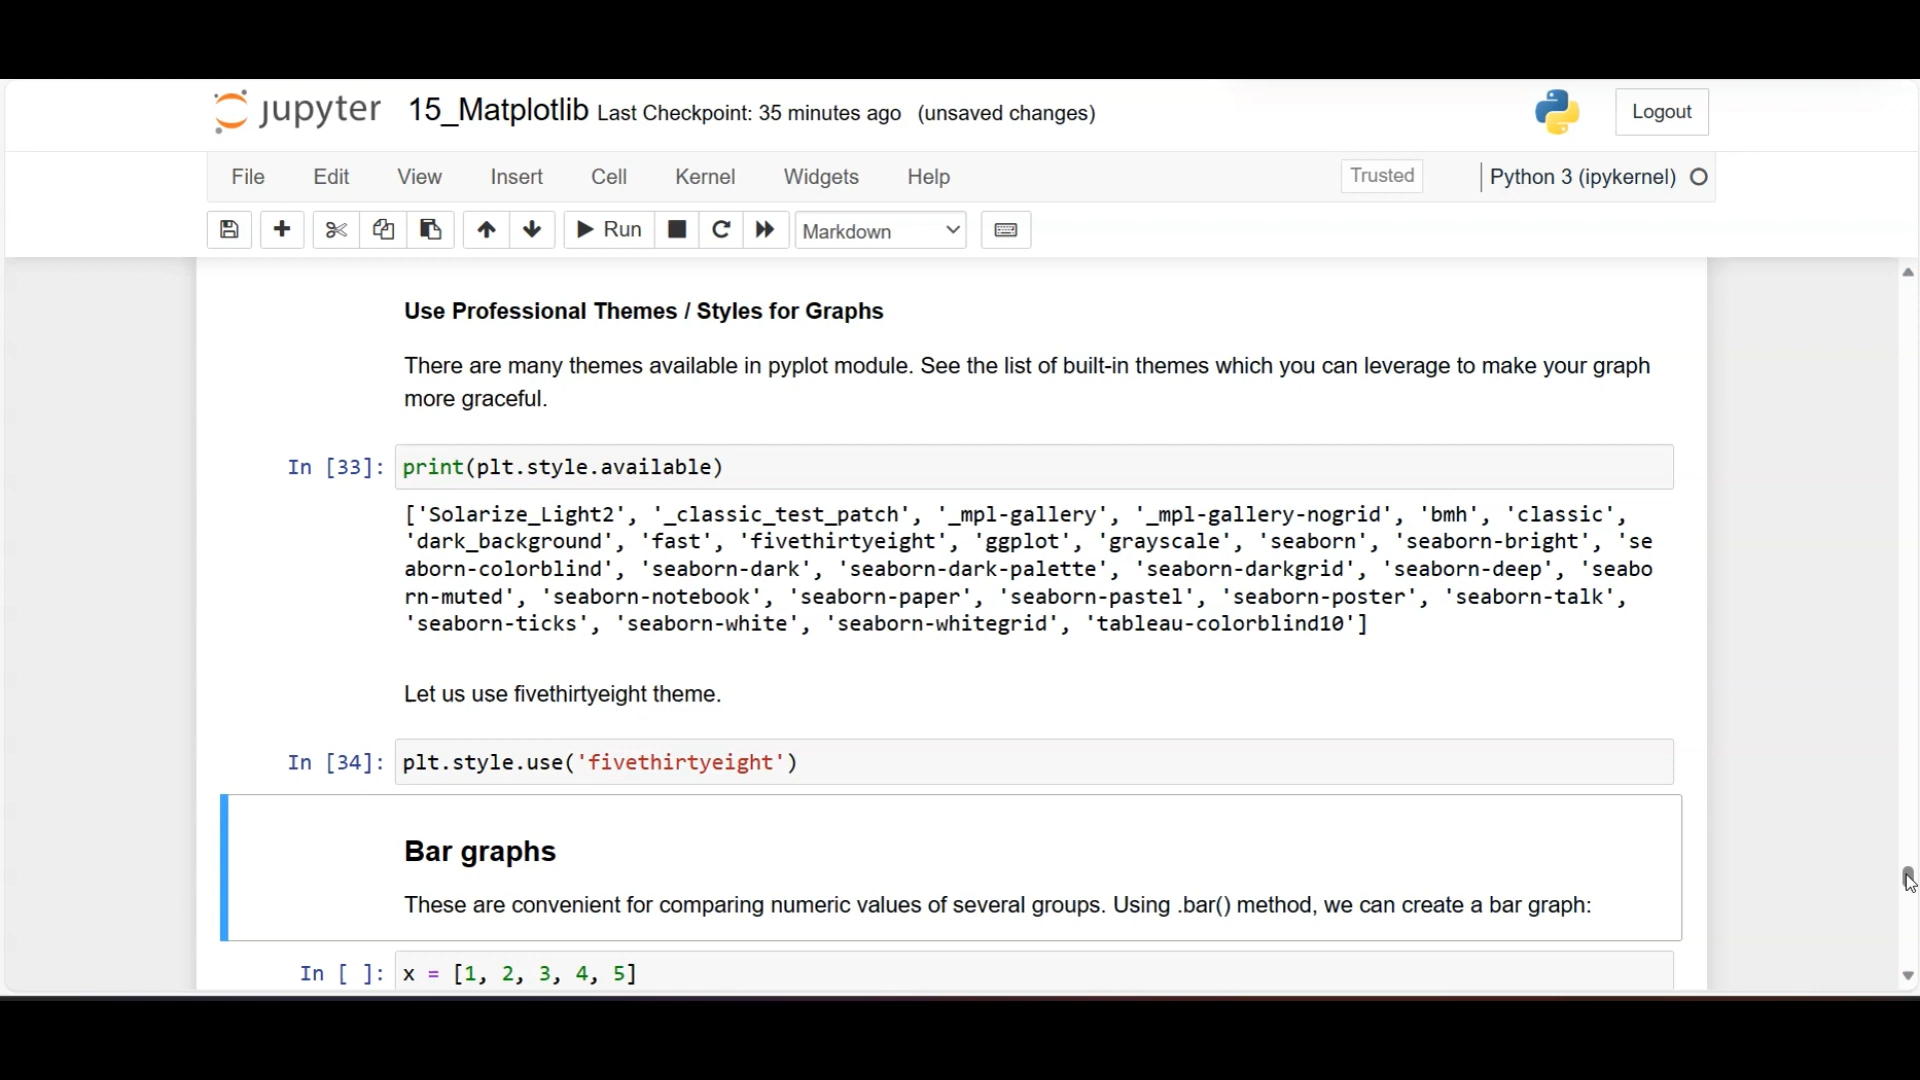 jupyter 15_Matplotlib Last Checkpoint: 35 minutes ago (unsaved changes) Logout
File Edit View Insert Cell Kernel Widgets Help Trusted Python 3 (ipykernel)
Run Markdown
Use Professional Themes / Styles for Graphs
There are many themes available in pyplot module. See the list of built-in themes which you can leverage to make your graph
more graceful.
In [33]: print(plt.style.available)
['Solarize_Light2', '_classic_test_patch', '_mpl-gallery', '_mpl-gallery-nogrid', 'bmh', 'classic',
'dark_background', 'fast', 'fivethirtyeight', 'ggplot', 'grayscale', 'seaborn', 'seaborn-bright', 'se
aborn-colorblind', 'seaborn-dark', 'seaborn-dark-palette', 'seaborn-darkgrid', 'seaborn-deep', 'seabo
rn-muted', 'seaborn-notebook', 'seaborn-paper', 'seaborn-pastel', 'seaborn-poster', 'seaborn-talk',
'seaborn-ticks', 'seaborn-white', 'seaborn-whitegrid', 'tableau-colorblind10']
Let us use fivethirtyeight theme.
In [34]: plt.style.use('fivethirtyeight')
Bar graphs
These are convenient for comparing numeric values of several groups. Using .bar() method, we can create a bar graph:
In [ ]: x = [1, 2, 3, 4, 5]